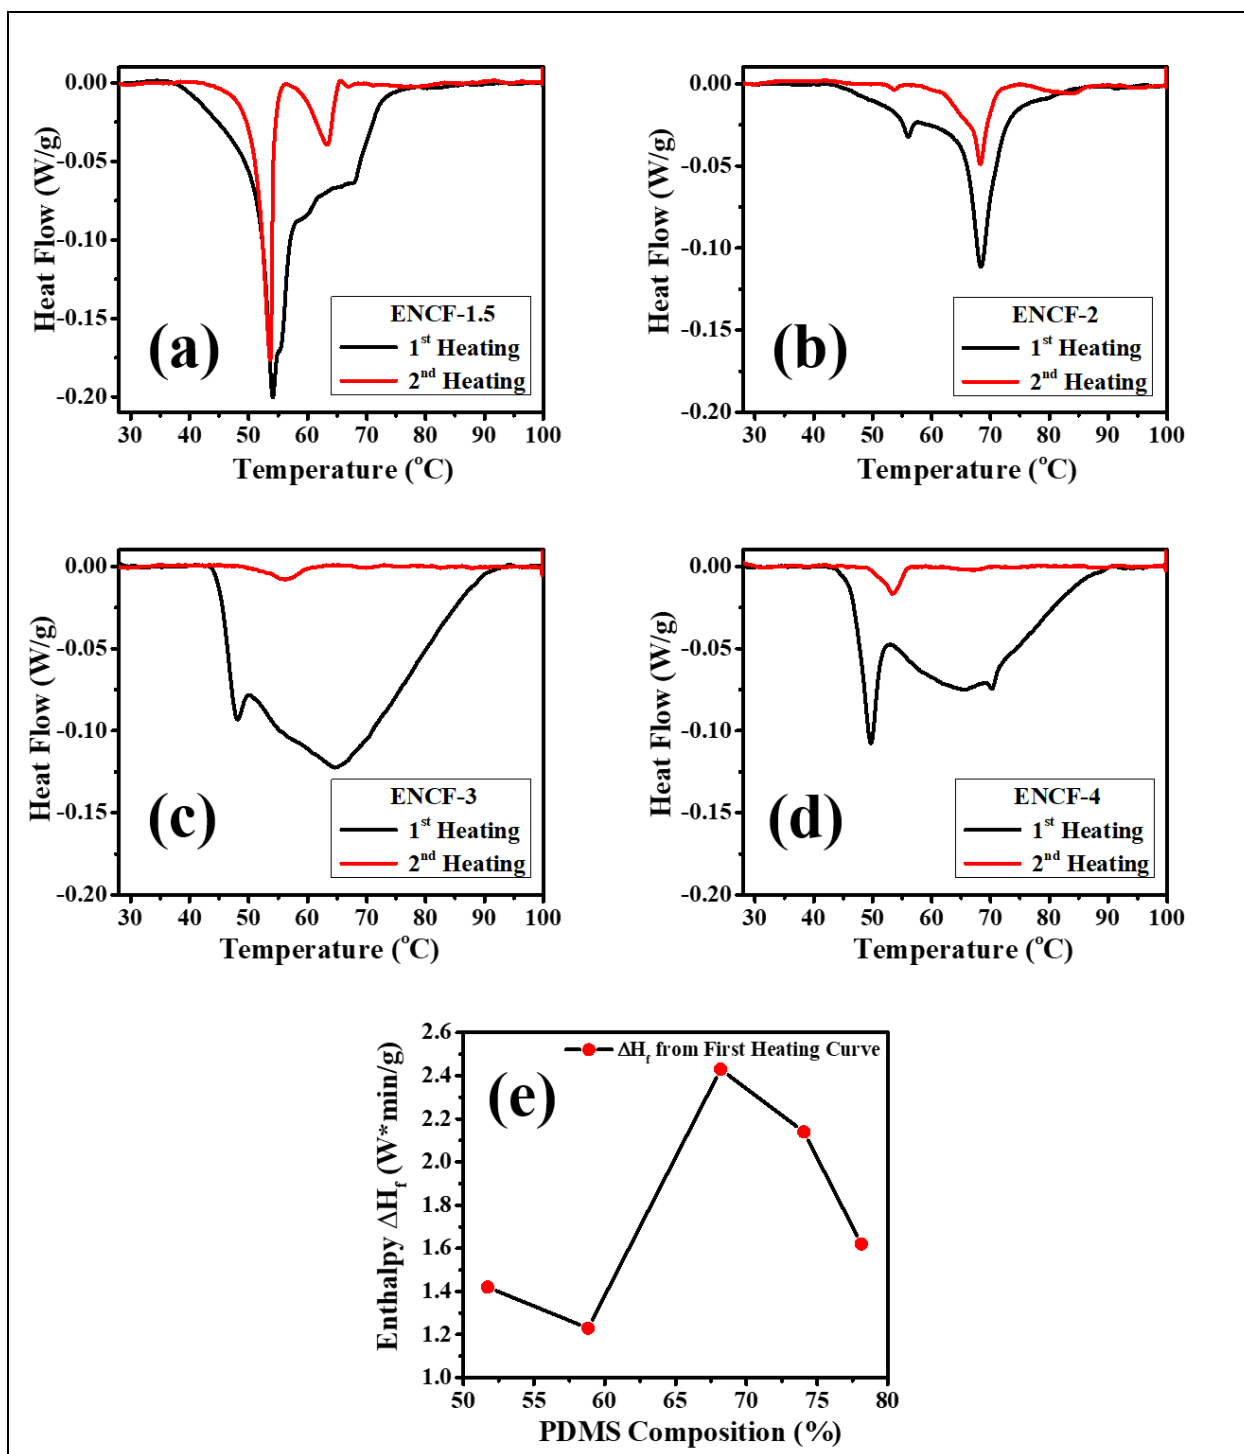 0.00
-0.05
-0.10
-0.15
-0.20
Heat Flow (W/g)
(a)
ENCF-1.5
1st Heating
2nd Heating
30 40 50 60 70 80 90 100
Temperature (oC)
0.00
-0.05
-0.10
-0.15
-0.20
Heat Flow (W/g)
(b)
ENCF-2
1st Heating
2nd Heating
30 40 50 60 70 80 90 100
Temperature (oC)
0.00
-0.05
-0.10
-0.15
-0.20
Heat Flow (W/g)
(c)
ENCF-3
1st Heating
2nd Heating
30 40 50 60 70 80 90 100
Temperature (oC)
0.00
-0.05
-0.10
-0.15
-0.20
Heat Flow (W/g)
(d)
ENCF-4
1st Heating
2nd Heating
30 40 50 60 70 80 90 100
Temperature (oC)
2.6
2.4
2.2
2.0
1.8
1.6
1.4
1.2
1.0
Enthalpy ΔHf (W*min/g)
(e)
ΔHf from First Heating Curve
50 55 60 65 70 75 80
PDMS Composition (%)